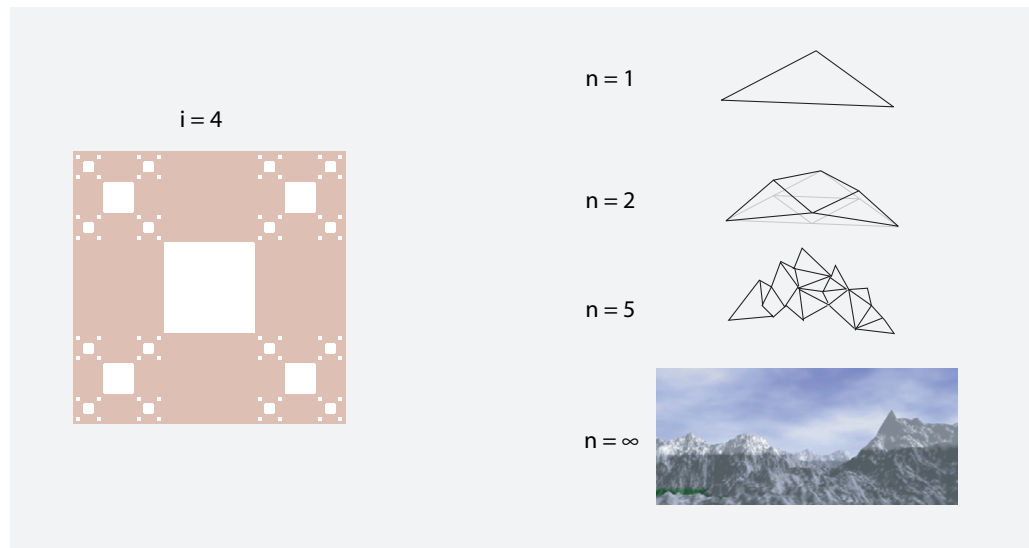 i = 4
n = 1
n = 2
n = 5
n = ∞